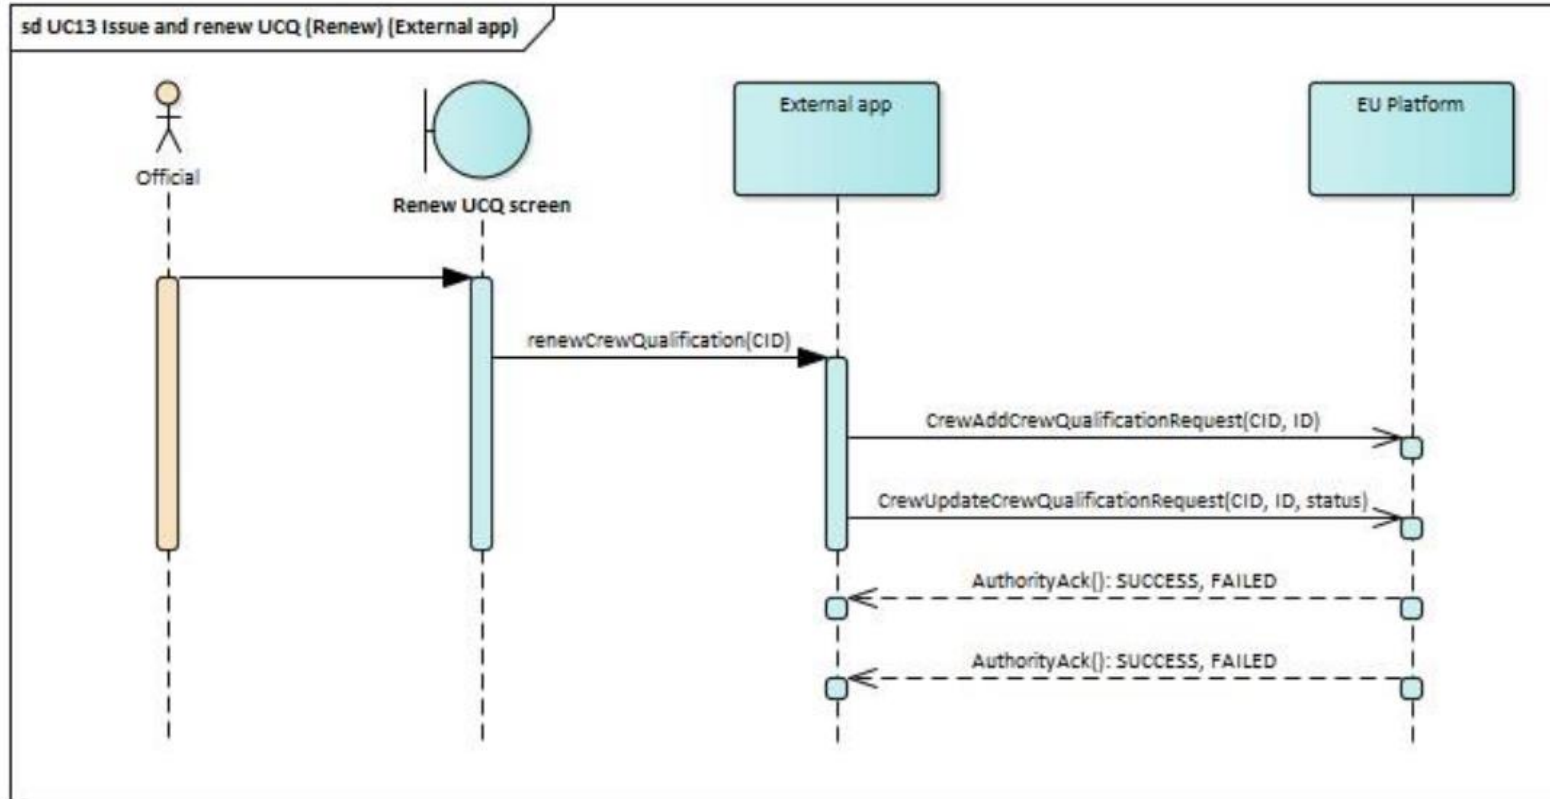 sd UC13 Issue and renew UCQ (Renew) (External app)
External app
EU Platform
Official
Renew UCQ screen
renewCrewQualification(CID)
CrewAddCrewQualificationRequest(CID, ID)
CrewUpdateCrewQualificationRequest(CID, ID, status)
AuthorityAck(): SUCCESS, FAILED
AuthorityAck(): SUCCESS, FAILED